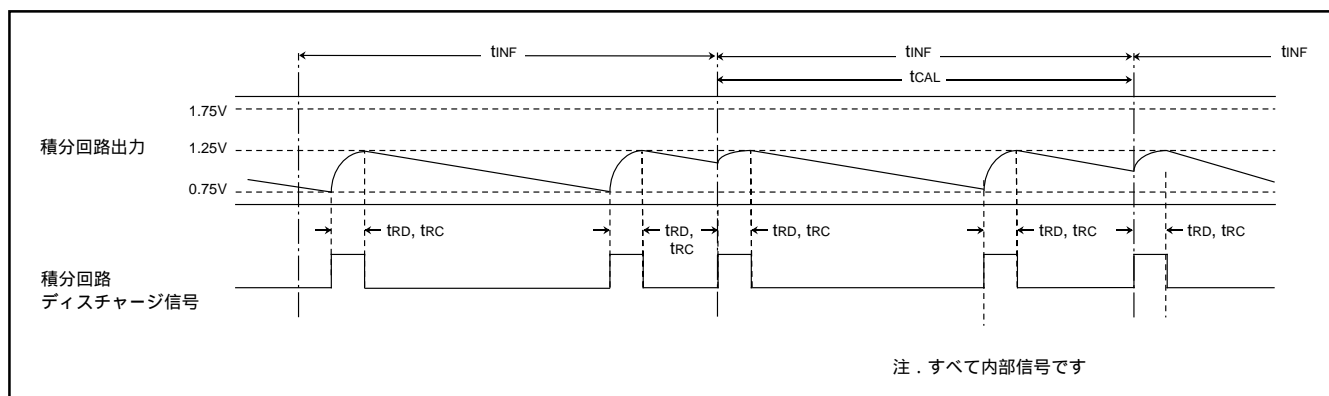 tINF
tINF
tINF
tCAL
1.75V
積分回路出力
1.25V
0.75V
tRD, tRC
tRD,
tRC
tRD, tRC
tRD, tRC
tRD, tRC
積分回路
ディスチャージ信号
注．すべて内部信号です